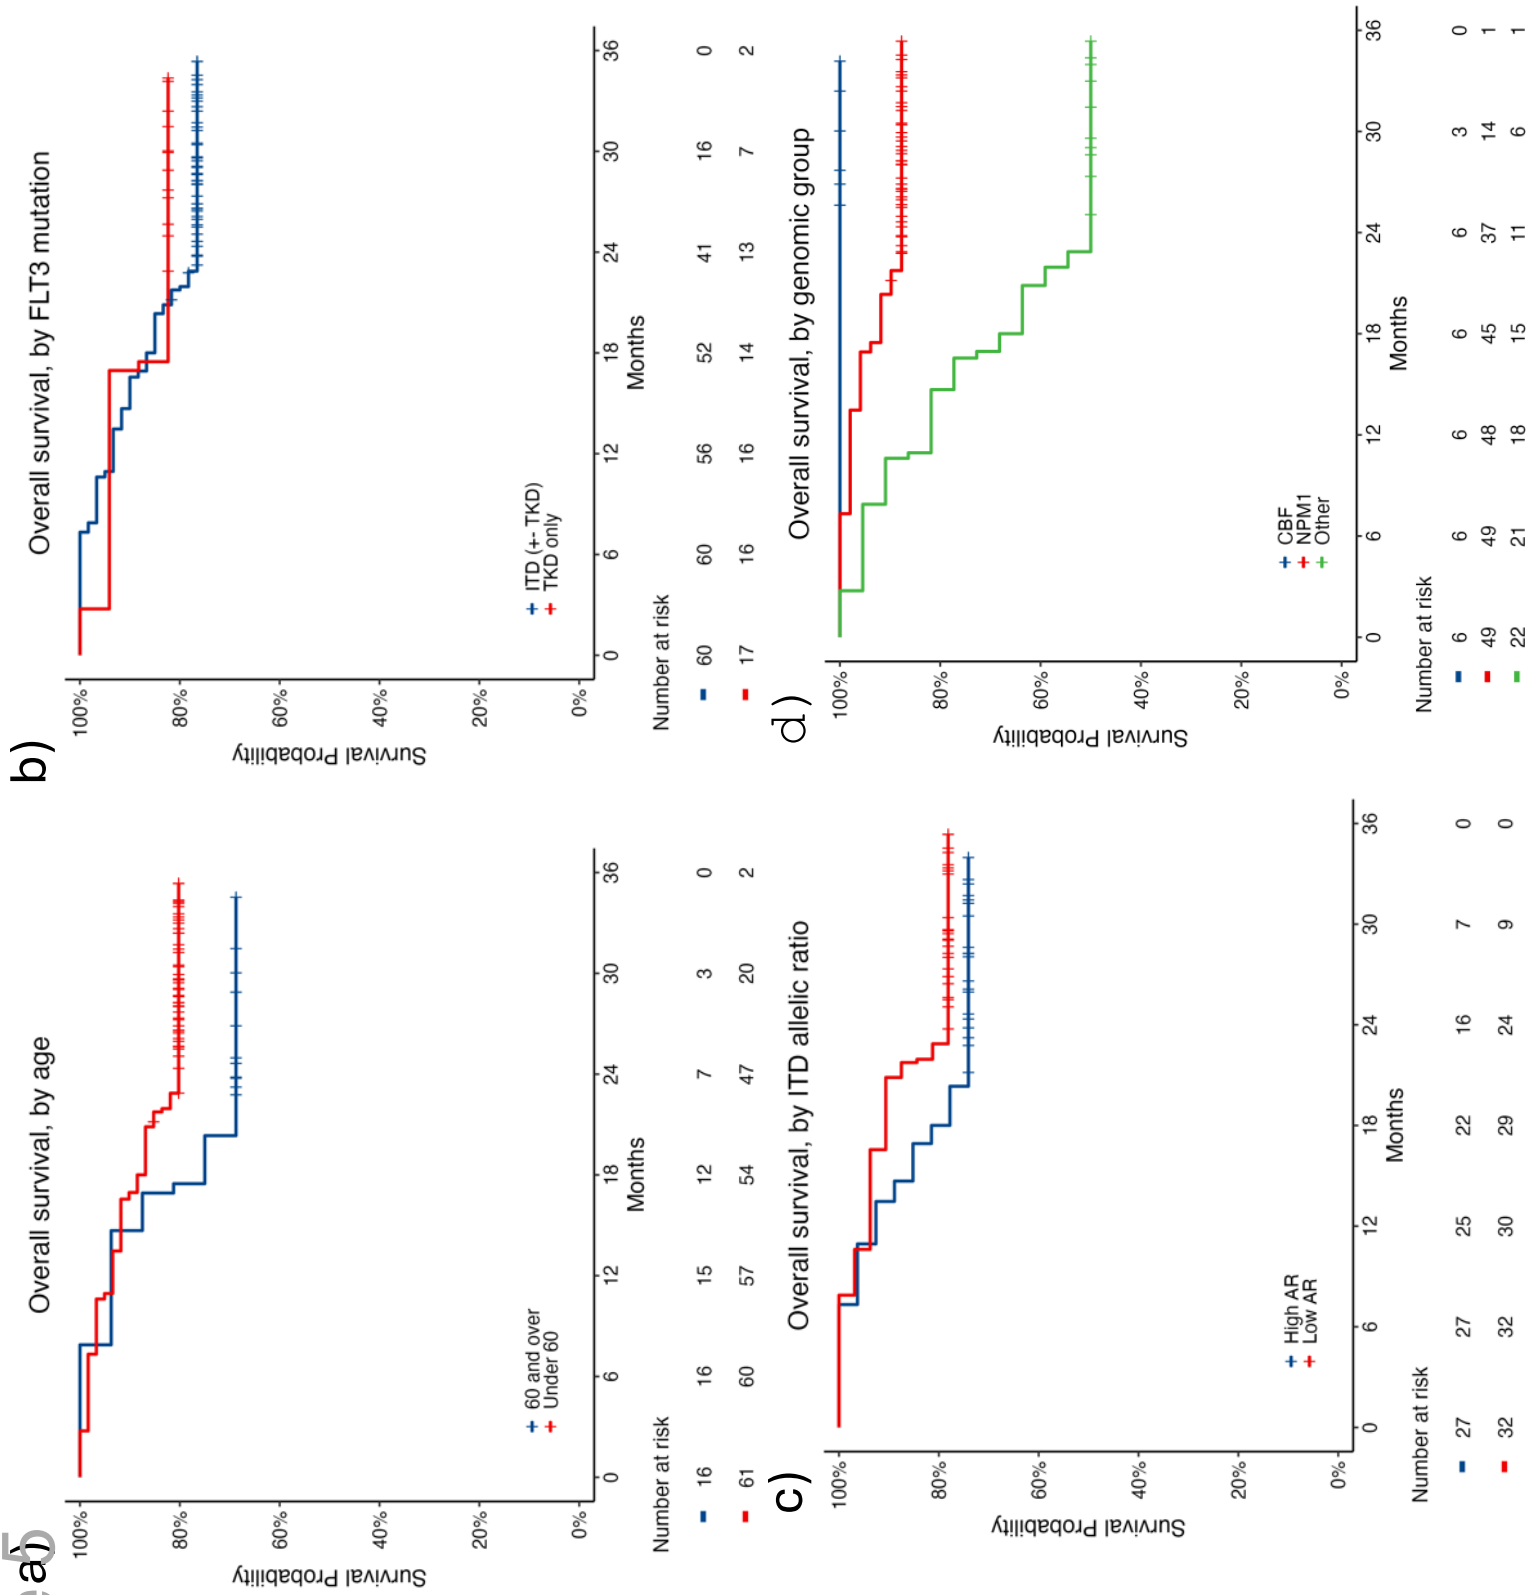 e 5
a)
Overall survival, by age
100%
80%
60%
40%
20%
0%
Survival Probability
60 and over
Under 60
0 6 12 18 24 30 36
Months
Number at risk
16 16 15 12 7 3 0
61 60 57 54 47 20 2
b)
Overall survival, by FLT3 mutation
100%
80%
60%
40%
20%
0%
Survival Probability
ITD (+- TKD)
TKD only
0 6 12 18 24 30 36
Months
Number at risk
60 60 56 52 41 16 0
17 16 16 14 13 7 2
c)
Overall survival, by ITD allelic ratio
100%
80%
60%
40%
20%
0%
Survival Probability
High AR
Low AR
0 6 12 18 24 30 36
Months
Number at risk
27 27 25 22 16 7 0
32 32 30 29 24 9 0
d)
Overall survival, by genomic group
100%
80%
60%
40%
20%
0%
Survival Probability
CBF
NPM1
Other
0 6 12 18 24 30 36
Months
Number at risk
6 6 6 6 6 3 0
49 49 48 45 37 14 1
22 21 18 15 11 6 1